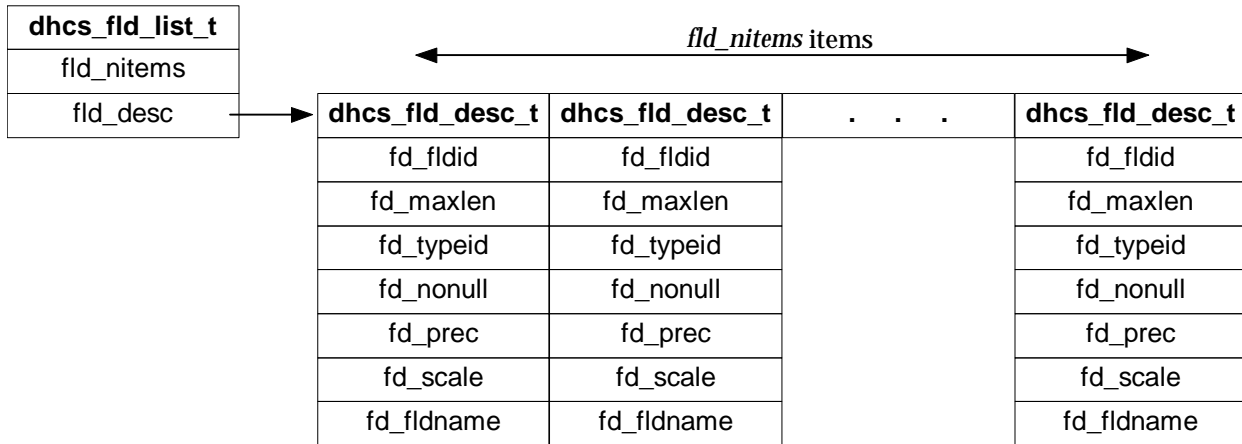 dhcs_fld_list_t
fld_nitems
fld_desc
fld_nitems items
dhcs_fld_desc_t dhcs_fld_desc_t . . . dhcs_fld_desc_t
fd_fldid fd_fldid fd_fldid
fd_maxlen fd_maxlen fd_maxlen
fd_typeid fd_typeid fd_typeid
fd_nonull fd_nonull fd_nonull
fd_prec fd_prec fd_prec
fd_scale fd_scale fd_scale
fd_fldname fd_fldname fd_fldname